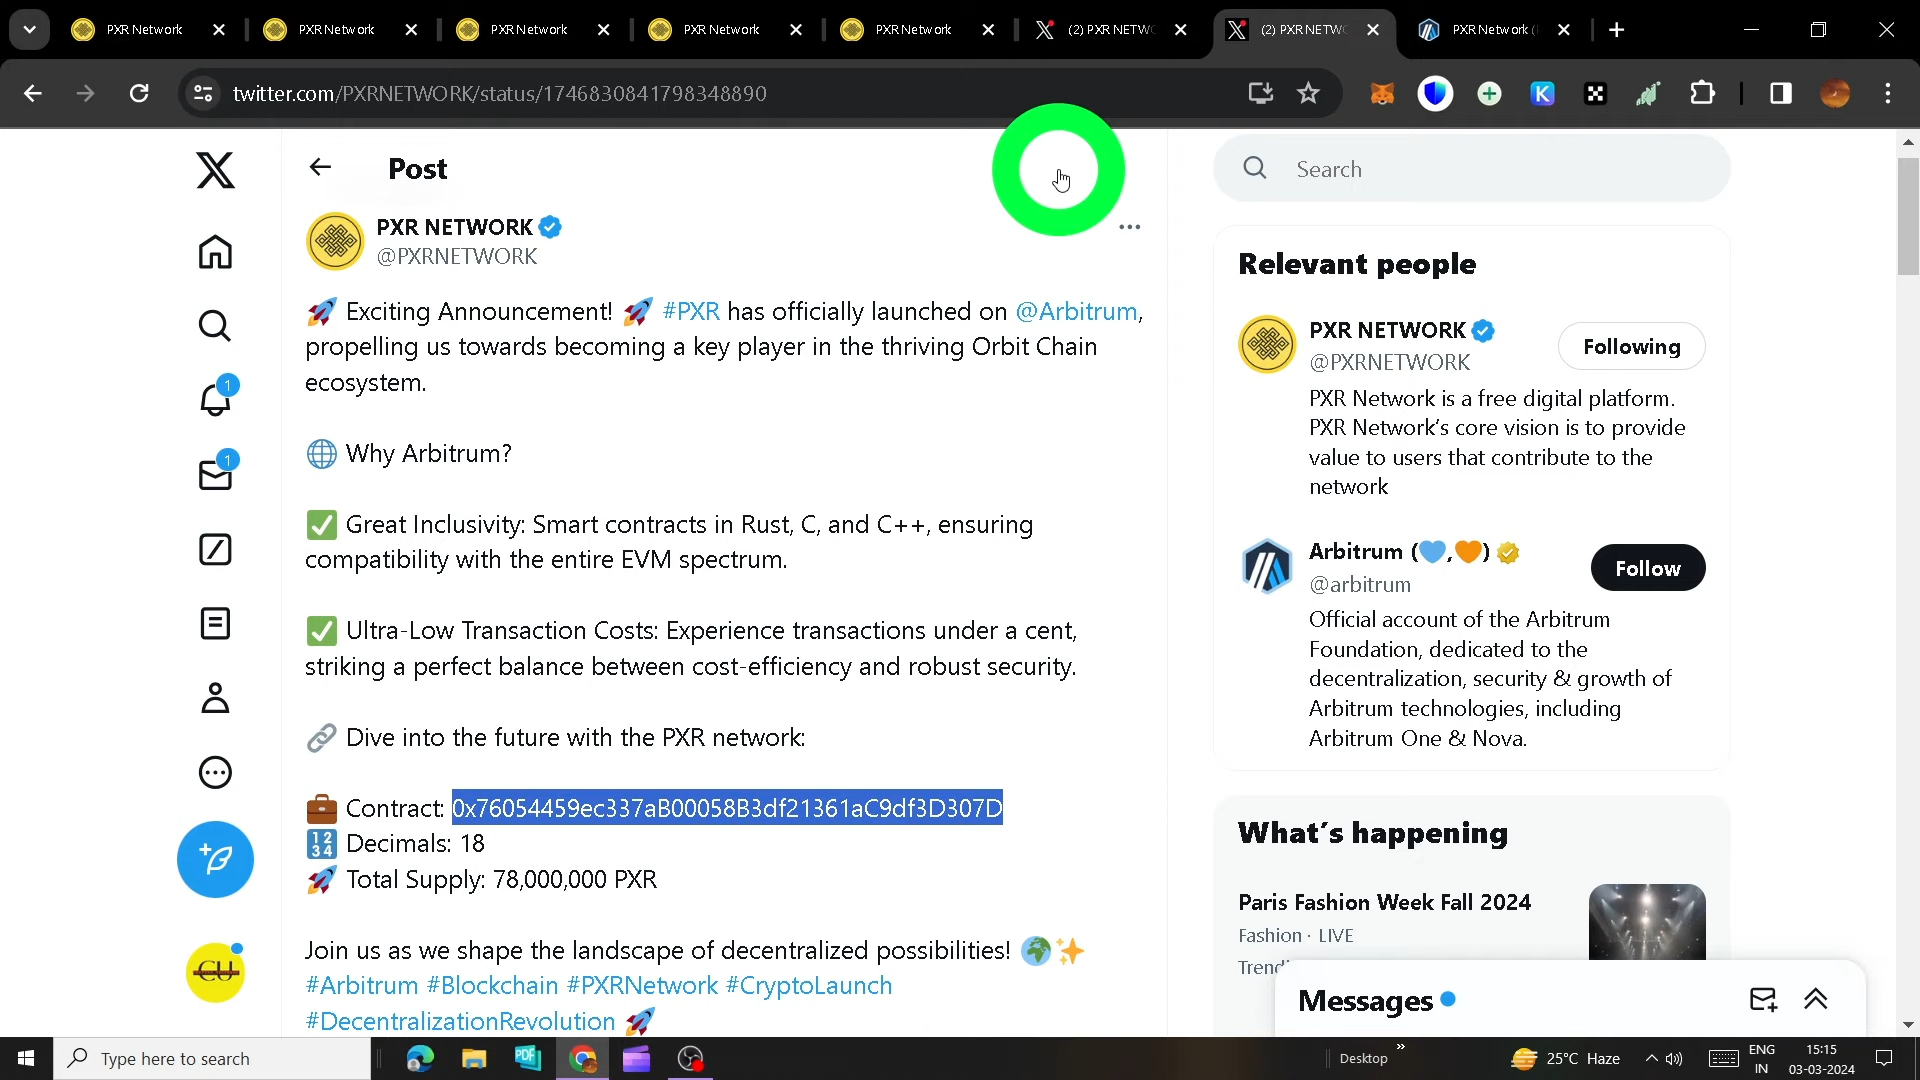 PXR Network
PXR Network
PXR Network
PXR Network
PXR Network
(2) PXR NETWO
(2) PXR NETWO
PXR Network (
twitter.com/PXRNETWORK/status/1746830841798348890
Post
Search
PXR NETWORK
@PXRNETWORK
🚀 Exciting Announcement! 🚀 #PXR has officially launched on @Arbitrum,
propelling us towards becoming a key player in the thriving Orbit Chain
ecosystem.
🌐 Why Arbitrum?
✅ Great Inclusivity: Smart contracts in Rust, C, and C++, ensuring
compatibility with the entire EVM spectrum.
✅ Ultra-Low Transaction Costs: Experience transactions under a cent,
striking a perfect balance between cost-efficiency and robust security.
🔗 Dive into the future with the PXR network:
💼 Contract: 0x76054459ec337aB00058B3df21361aC9df3D307D
🔢 Decimals: 18
🚀 Total Supply: 78,000,000 PXR
Join us as we shape the landscape of decentralized possibilities! 🌍✨
#Arbitrum #Blockchain #PXRNetwork #CryptoLaunch
#DecentralizationRevolution 🚀
1
1
CU
Relevant people
PXR NETWORK
Following
@PXRNETWORK
PXR Network is a free digital platform.
PXR Network's core vision is to provide
value to users that contribute to the
network
Arbitrum (💙,🧡)
Follow
@arbitrum
Official account of the Arbitrum
Foundation, dedicated to the
decentralization, security & growth of
Arbitrum technologies, including
Arbitrum One & Nova.
What's happening
Paris Fashion Week Fall 2024
Fashion · LIVE
Trendi
Messages
Type here to search
Desktop
25°C Haze
ENG
IN
15:15
03-03-2024